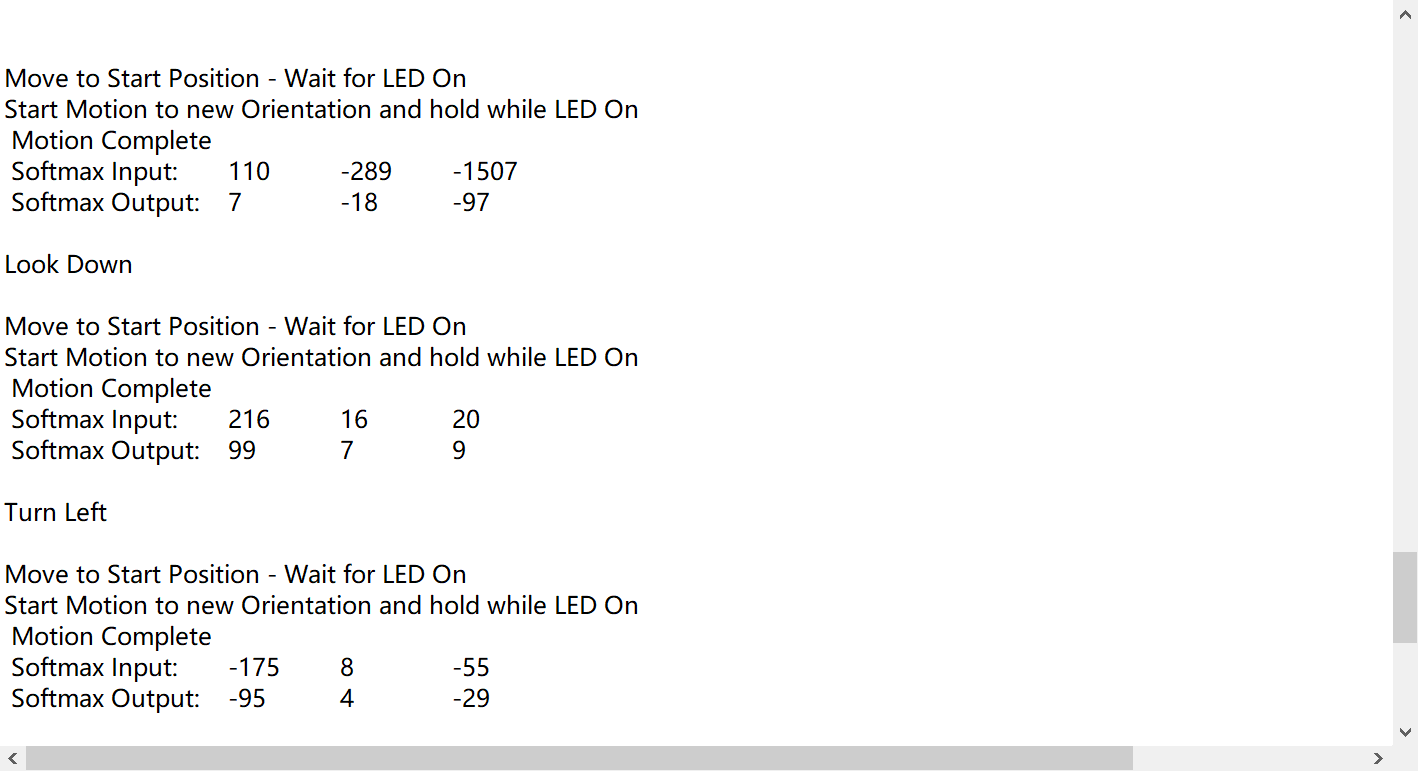 Move to Start Position - Wait for LED On
Start Motion to new Orientation and hold while LED On
Motion Complete
Softmax Input: 110 -289 -1507
Softmax Output: 7 -18 -97
Look Down
Move to Start Position - Wait for LED On
Start Motion to new Orientation and hold while LED On
Motion Complete
Softmax Input: 216 16 20
Softmax Output: 99 7 9
Turn Left
Move to Start Position - Wait for LED On
Start Motion to new Orientation and hold while LED On
Motion Complete
Softmax Input: -175 8 -55
Softmax Output: -95 4 -29